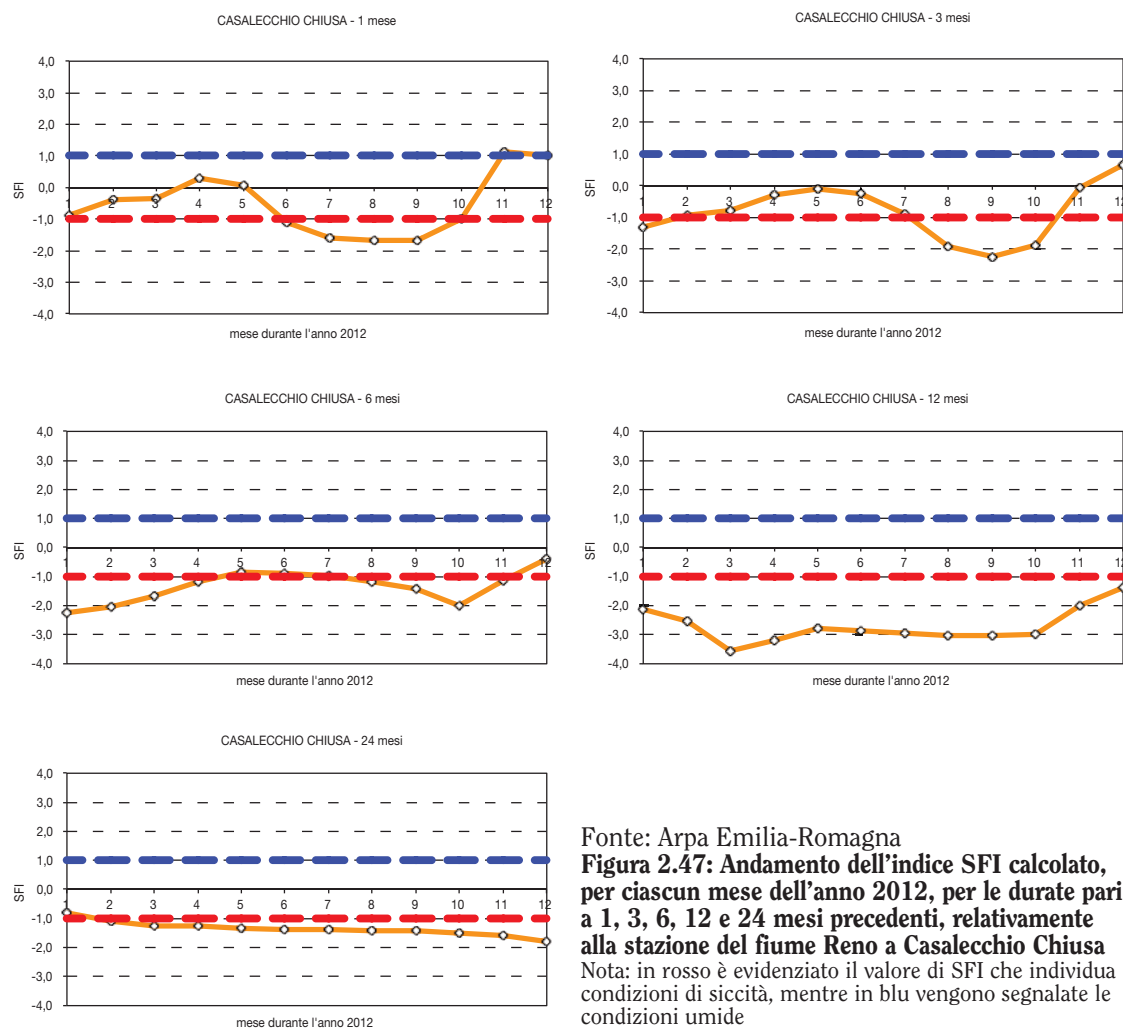 CASALECCHIO CHIUSA - 1 mese
4,0
3,0
2,0
1,0
0,0
-1,0
-2,0
-3,0
-4,0
SFI
1 2 3 4 5 6 7 8 9 10 11 12
mese durante l'anno 2012
CASALECCHIO CHIUSA - 3 mesi
4,0
3,0
2,0
1,0
0,0
-1,0
-2,0
-3,0
-4,0
SFI
1 2 3 4 5 6 7 8 9 10 11 12
mese durante l'anno 2012
CASALECCHIO CHIUSA - 6 mesi
4,0
3,0
2,0
1,0
0,0
-1,0
-2,0
-3,0
-4,0
SFI
1 2 3 4 5 6 7 8 9 10 11 12
mese durante l'anno 2012
CASALECCHIO CHIUSA - 12 mesi
4,0
3,0
2,0
1,0
0,0
-1,0
-2,0
-3,0
-4,0
SFI
1 2 3 4 5 6 7 8 9 10 11 12
mese durante l'anno 2012
CASALECCHIO CHIUSA - 24 mesi
4,0
3,0
2,0
1,0
0,0
-1,0
-2,0
-3,0
-4,0
SFI
1 2 3 4 5 6 7 8 9 10 11 12
mese durante l'anno 2012
Fonte: Arpa Emilia-Romagna
Figura 2.47: Andamento dell'indice SFI calcolato,
per ciascun mese dell'anno 2012, per le durate pari
a 1, 3, 6, 12 e 24 mesi precedenti, relativamente
alla stazione del fiume Reno a Casalecchio Chiusa
Nota: in rosso è evidenziato il valore di SFI che individua
condizioni di siccità, mentre in blu vengono segnalate le
condizioni umide